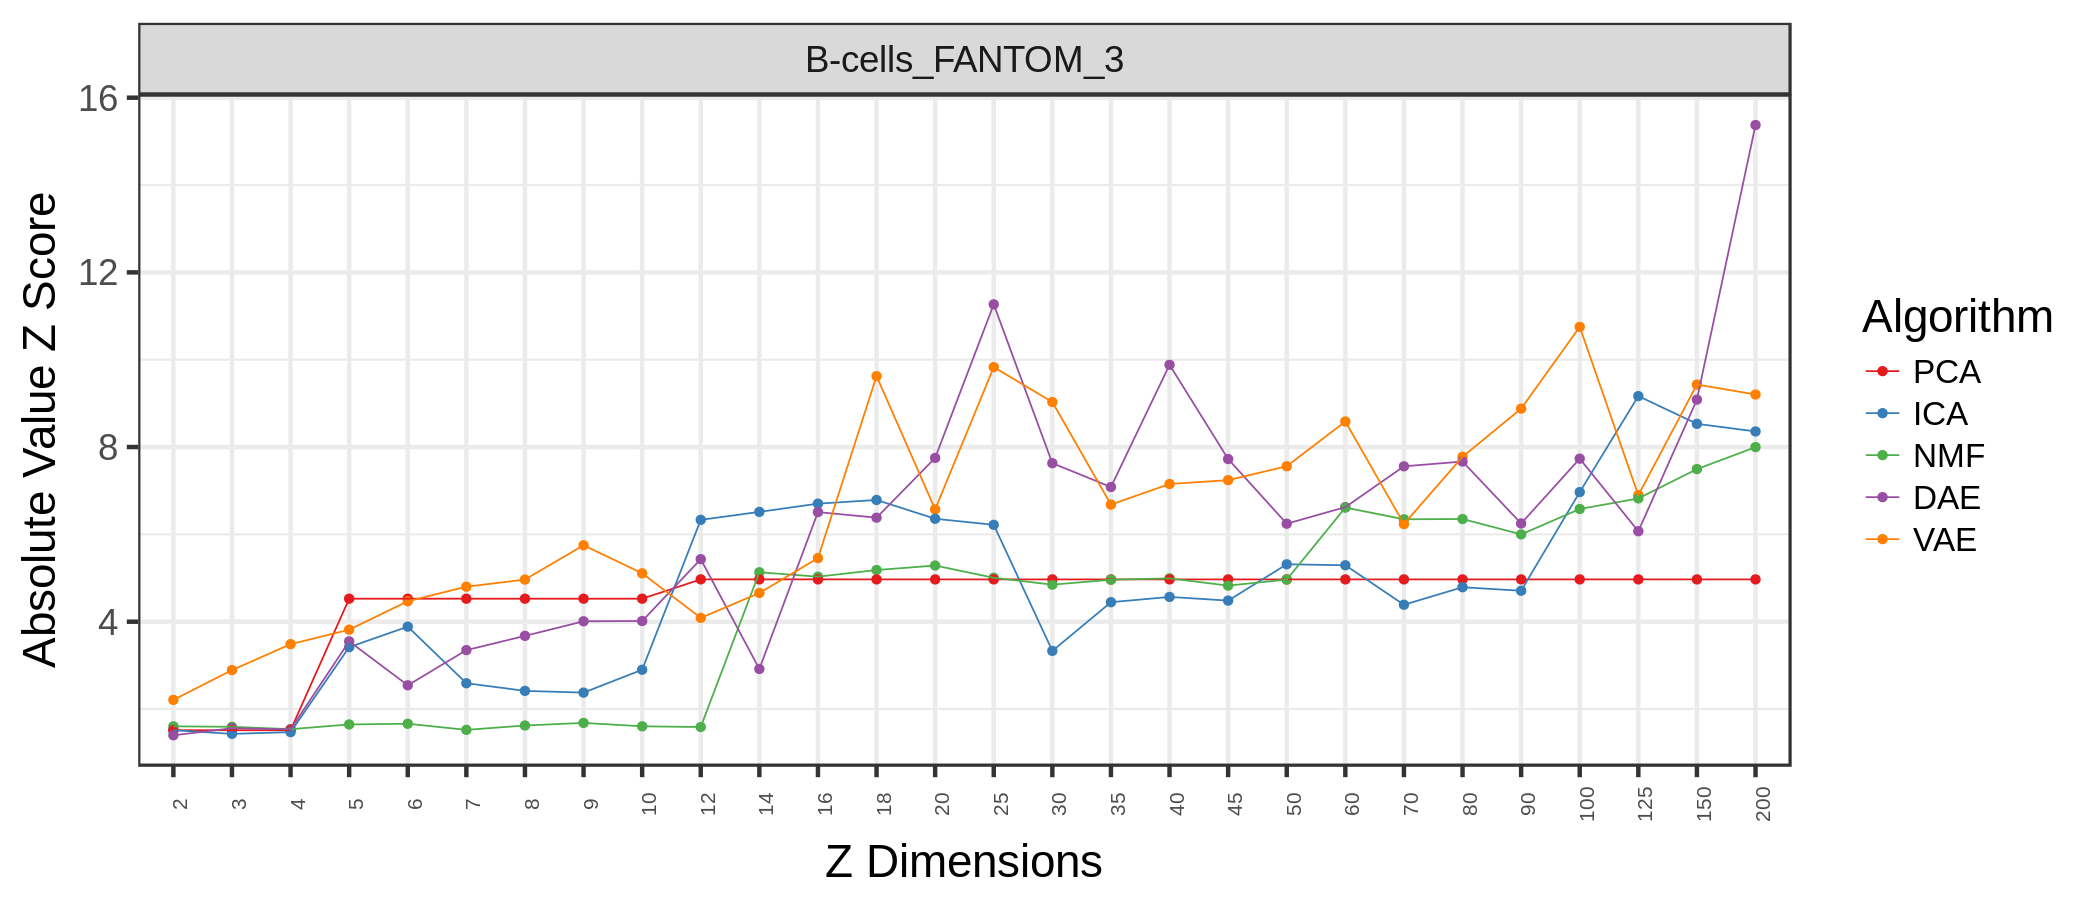 B-cells_FANTOM_3
Absolute Value Z Score
16
12
8
4
2 3 4 5 6 7 8 9 10 12 14 16 18 20 25 30 35 40 45 50 60 70 80 90 100 125 150 200
Z Dimensions
Algorithm
PCA
ICA
NMF
DAE
VAE